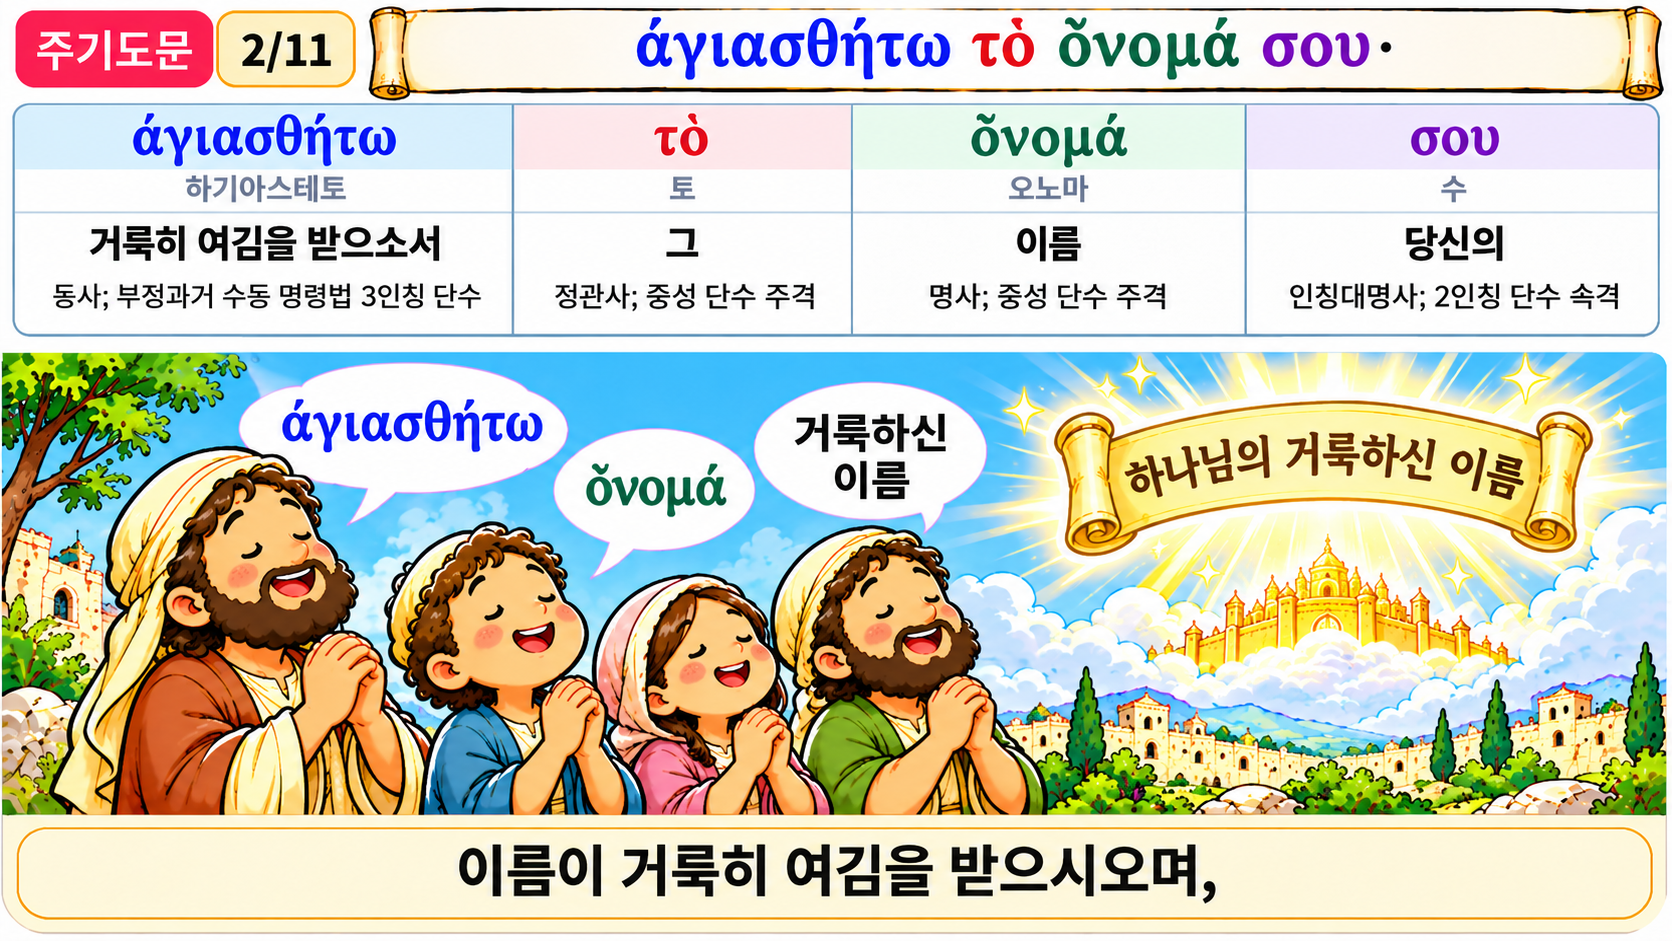 주기도문
2/11
ἁγιασθήτω τὸ ὄνομά σου·
ἁγιασθήτω
τὸ
ὄνομά
σου
하기아스테토
토
오노마
수
거룩히 여김을 받으소서
그
이름
당신의
동사; 부정과거 수동 명령법 3인칭 단수
정관사; 중성 단수 주격
명사; 중성 단수 주격
인칭대명사; 2인칭 단수 속격
ἁγιασθήτω
ὄνομά
거룩하신
이름
하나님의 거룩하신 이름
이름이 거룩히 여김을 받으시오며,